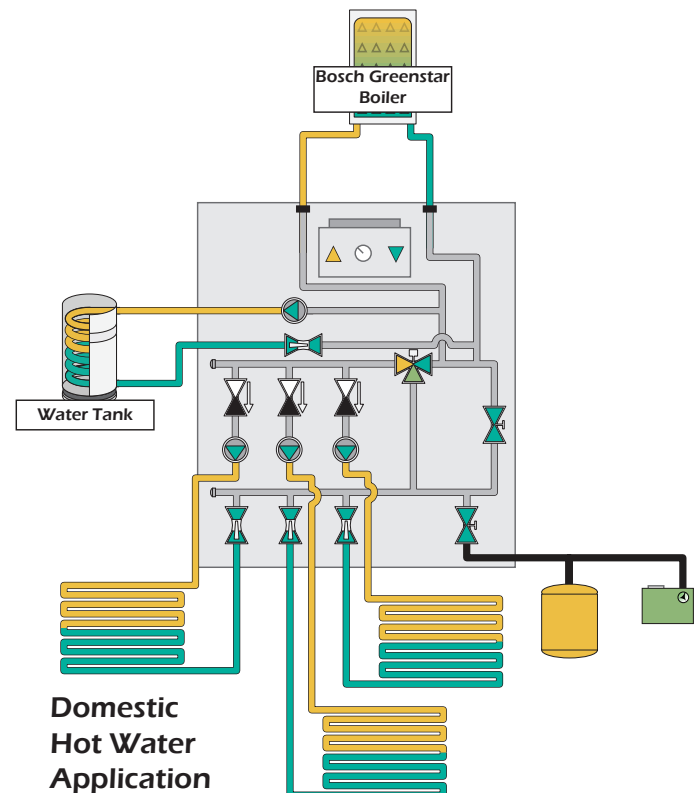 Bosch Greenstar
Boiler
Water Tank
Domestic
Hot Water
Application